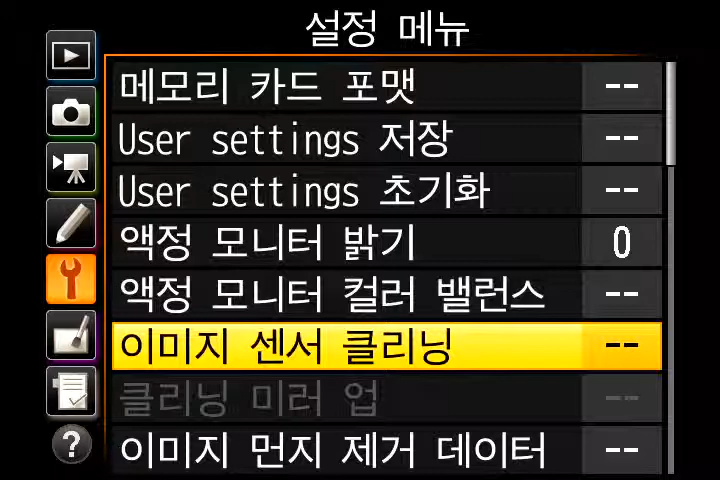 설정 메뉴
메모리 카드 포맷 --
User settings 저장 --
User settings 초기화 --
액정 모니터 밝기 0
액정 모니터 컬러 밸런스 --
이미지 센서 클리닝 --
클리닝 미러 업 --
이미지 먼지 제거 데이터 --
?